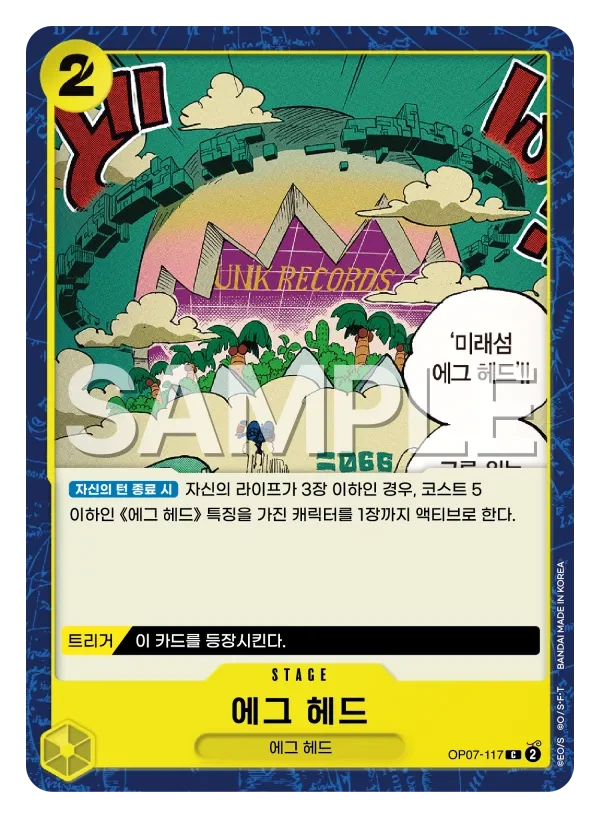 2
UNK RECORDS
‘미래섬
에그 헤드’!!
SAMPLE
066
자신의 턴 종료 시 자신의 라이프가 3장 이하인 경우, 코스트 5
이하인 《에그 헤드》 특징을 가진 캐릭터를 1장까지 액티브로 한다.
트리거 이 카드를 등장시킨다.
STAGE
에그 헤드
에그 헤드
OP07-117 C 2
©EO/S ©O/S·F·T BANDAI MADE IN KOREA